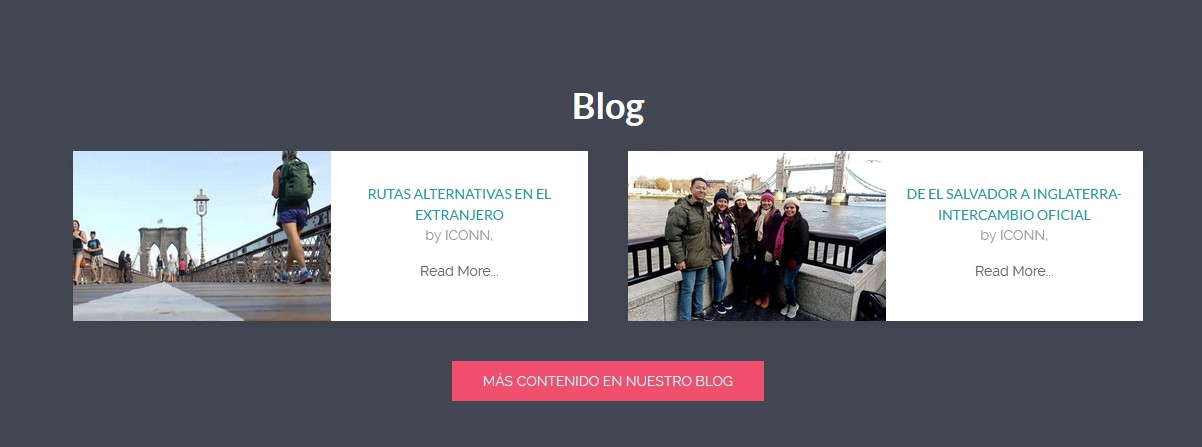 Blog
RUTAS ALTERNATIVAS EN EL
EXTRANJERO
by ICONN,
Read More...
DE EL SALVADOR A INGLATERRA-
INTERCAMBIO OFICIAL
by ICONN,
Read More...
MÁS CONTENIDO EN NUESTRO BLOG